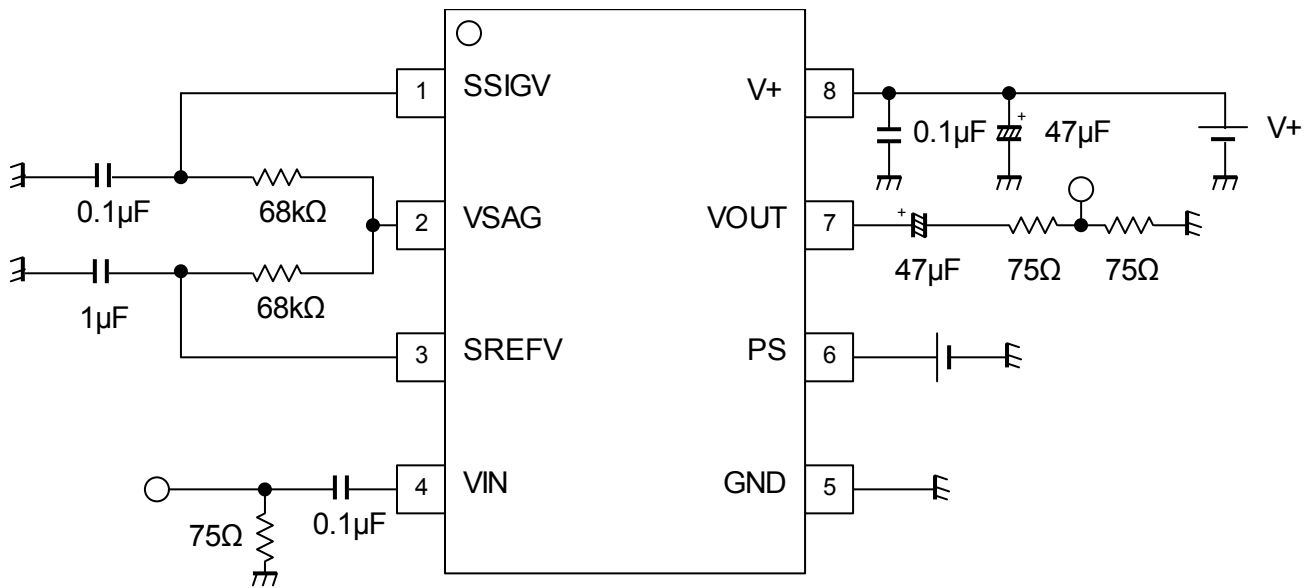 1 SSIGV V+ 8
0.1µF 47µF V+
0.1µF 68kΩ
2 VSAG VOUT 7
+
+
47µF 75Ω 75Ω
1µF 68kΩ
3 SREFV PS 6
4 VIN GND 5
75Ω 0.1µF